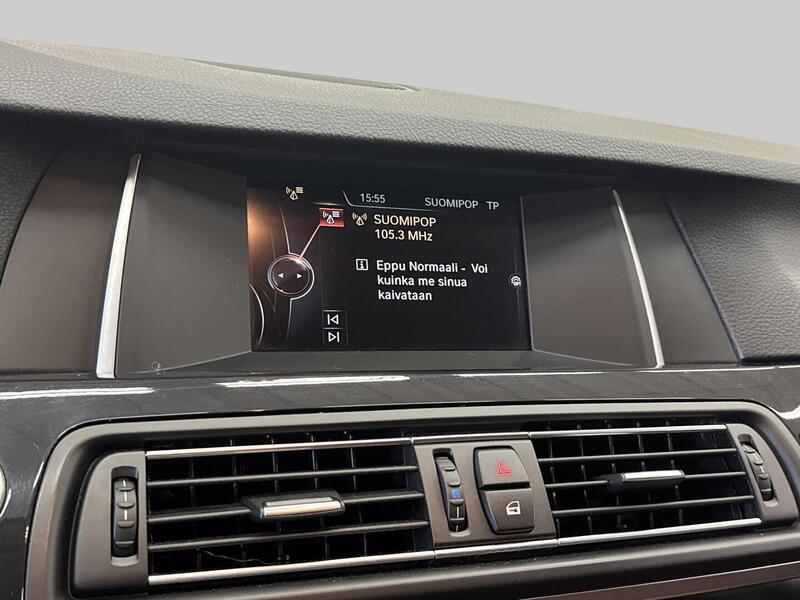 15:55 SUOMIPOP TP
SUOMIPOP
105.3 MHz
Eppu Normaali - Voi
kuinka me sinua
kaivataan